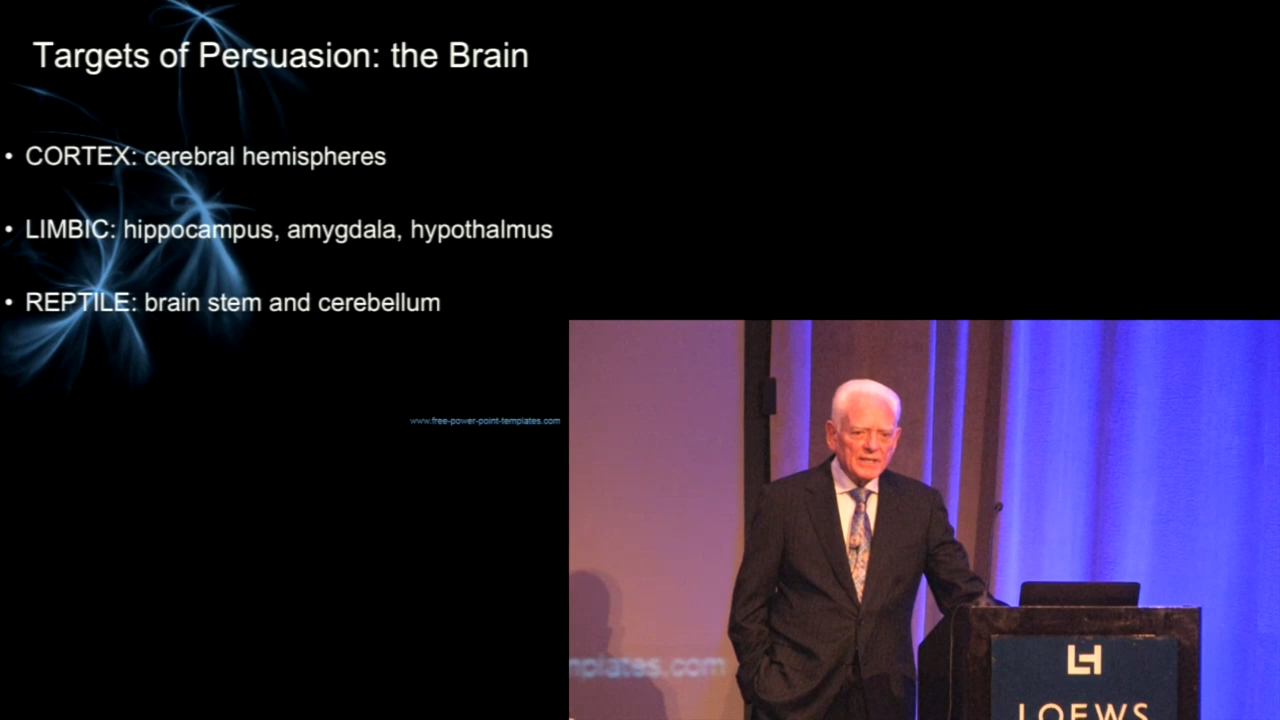 Targets of Persuasion: the Brain
• CORTEX: cerebral hemispheres
• LIMBIC: hippocampus, amygdala, hypothalmus
• REPTILE: brain stem and cerebellum
www.free-power-point-templates.com
mplates.com
LOEWS